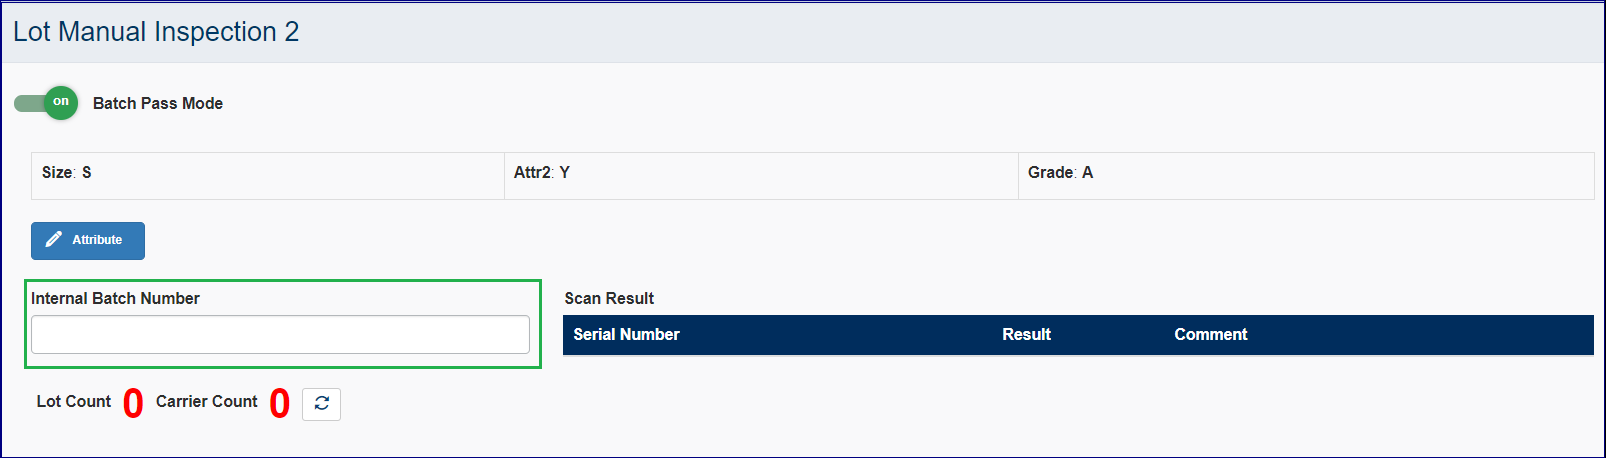 Lot Manual Inspection 2
on
Batch Pass Mode
Size: S
Attr2: Y
Grade: A
Attribute
Internal Batch Number
Scan Result
Serial Number
Result
Comment
Lot Count 0 Carrier Count 0